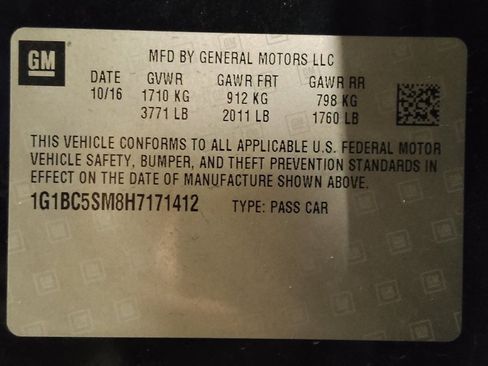 GM
MFD BY GENERAL MOTORS LLC
DATE GVWR GAWR FRT GAWR RR
10/16 1710 KG 912 KG 798 KG
3771 LB 2011 LB 1760 LB
THIS VEHICLE CONFORMS TO ALL APPLICABLE U.S. FEDERAL MOTOR
VEHICLE SAFETY, BUMPER, AND THEFT PREVENTION STANDARDS IN
EFFECT ON THE DATE OF MANUFACTURE SHOWN ABOVE.
1G1BC5SM8H7171412 TYPE: PASS CAR